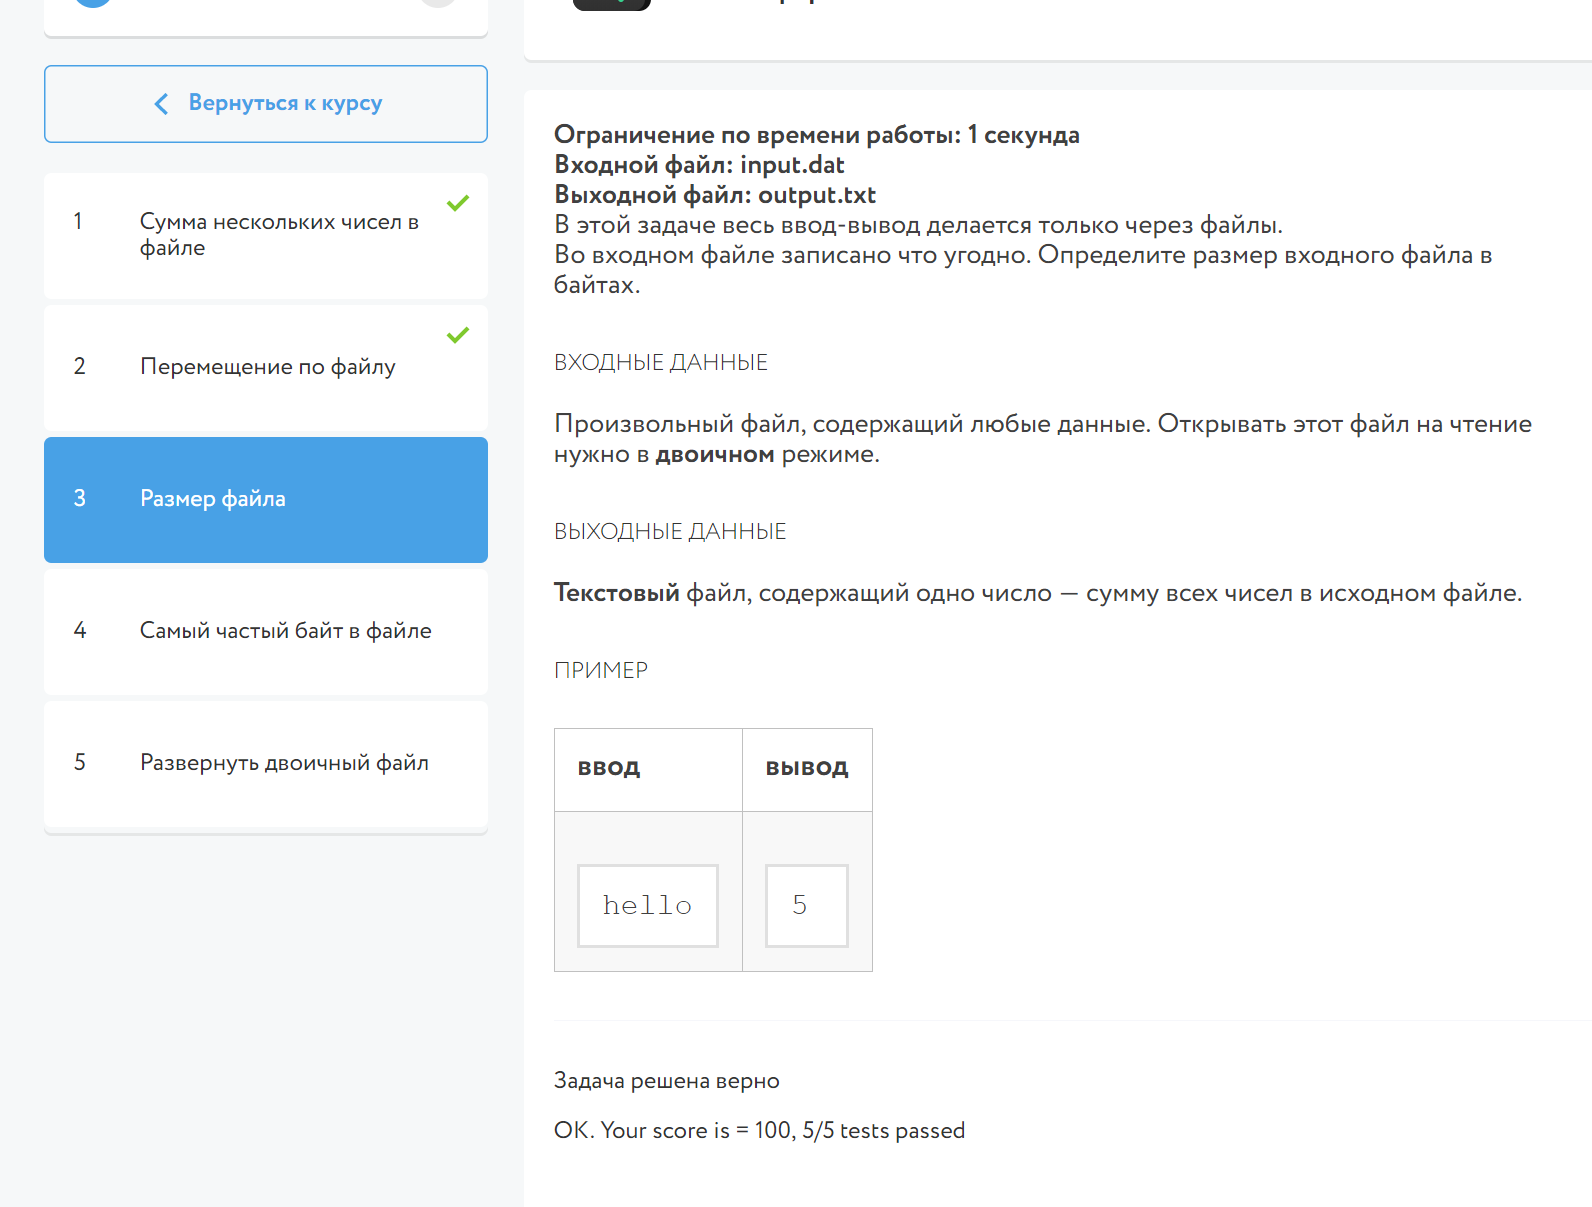 Вернуться к курсу
1 Сумма нескольких чисел в
файле
2 Перемещение по файлу
3 Размер файла
4 Самый частый байт в файле
5 Развернуть двоичный файл
Ограничение по времени работы: 1 секунда
Входной файл: input.dat
Выходной файл: output.txt
В этой задаче весь ввод-вывод делается только через файлы.
Во входном файле записано что угодно. Определите размер входного файла в
байтах.
ВХОДНЫЕ ДАННЫЕ
Произвольный файл, содержащий любые данные. Открывать этот файл на чтение
нужно в двоичном режиме.
ВЫХОДНЫЕ ДАННЫЕ
Текстовый файл, содержащий одно число — сумму всех чисел в исходном файле.
ПРИМЕР
ввод вывод
hello 5
Задача решена верно
OK. Your score is = 100, 5/5 tests passed